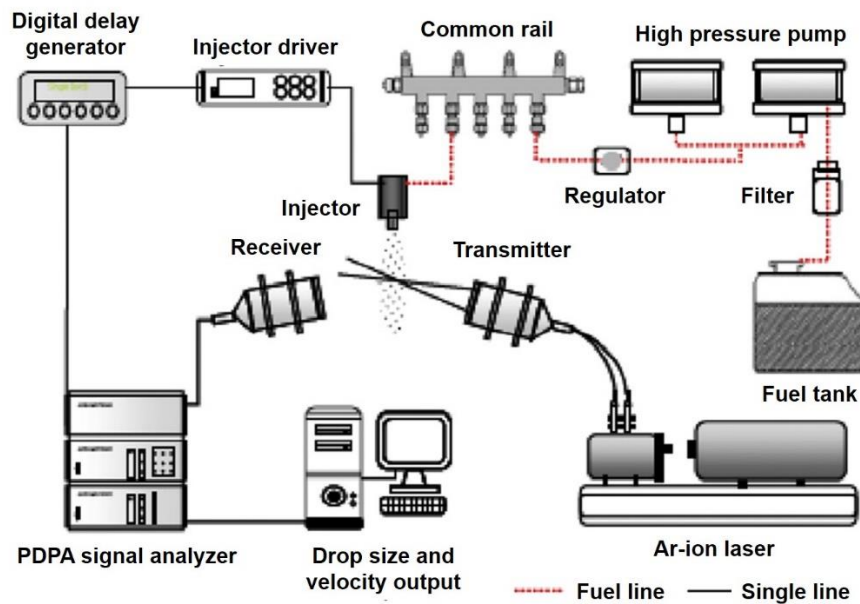 Digital delay
generator
Injector driver
Common rail
High pressure pump
Injector
Regulator
Filter
Receiver
Transmitter
Fuel tank
PDPA signal analyzer
Drop size and
velocity output
Ar-ion laser
Fuel line
Single line